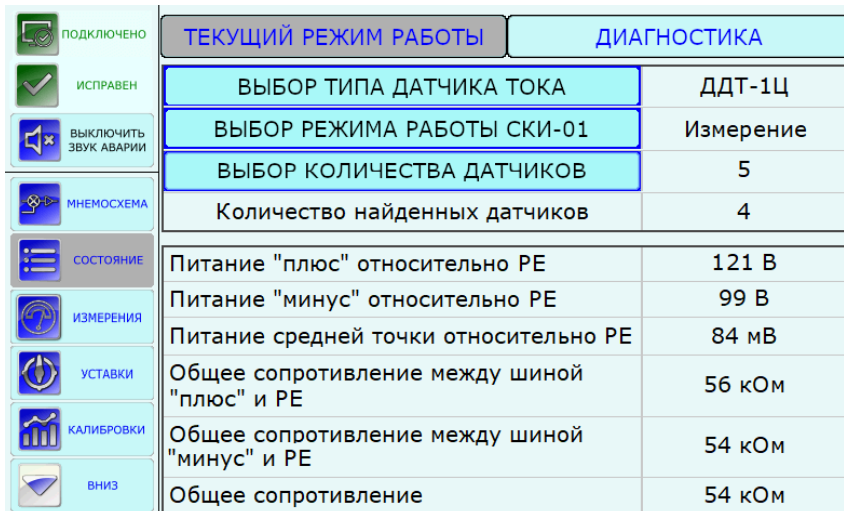 ПОДКЛЮЧЕНО
ИСПРАВЕН
ВЫКЛЮЧИТЬ
ЗВУК АВАРИИ
МНЕМОСХЕМА
СОСТОЯНИЕ
ИЗМЕРЕНИЯ
УСТАВКИ
КАЛИБРОВКИ
ВНИЗ
ТЕКУЩИЙ РЕЖИМ РАБОТЫ ДИАГНОСТИКА
ВЫБОР ТИПА ДАТЧИКА ТОКА ДДТ-1Ц
ВЫБОР РЕЖИМА РАБОТЫ СКИ-01 Измерение
ВЫБОР КОЛИЧЕСТВА ДАТЧИКОВ 5
Количество найденных датчиков 4
Питание "плюс" относительно PE 121 В
Питание "минус" относительно PE 99 В
Питание средней точки относительно PE 84 мВ
Общее сопротивление между шиной
"плюс" и PE 56 кОм
Общее сопротивление между шиной
"минус" и PE 54 кОм
Общее сопротивление 54 кОм